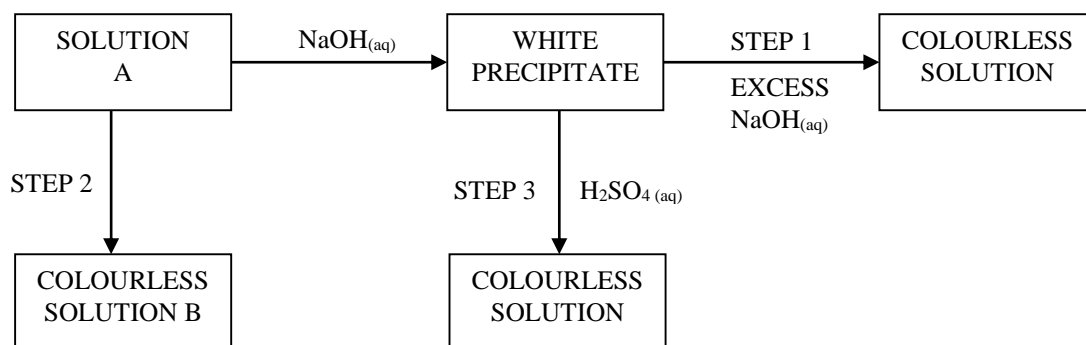 SOLUTION
A
NaOH(aq)
WHITE
PRECIPITATE
STEP 1
EXCESS
NaOH(aq)
COLOURLESS
SOLUTION
STEP 2
STEP 3
H₂SO₄ (aq)
COLOURLESS
SOLUTION B
COLOURLESS
SOLUTION